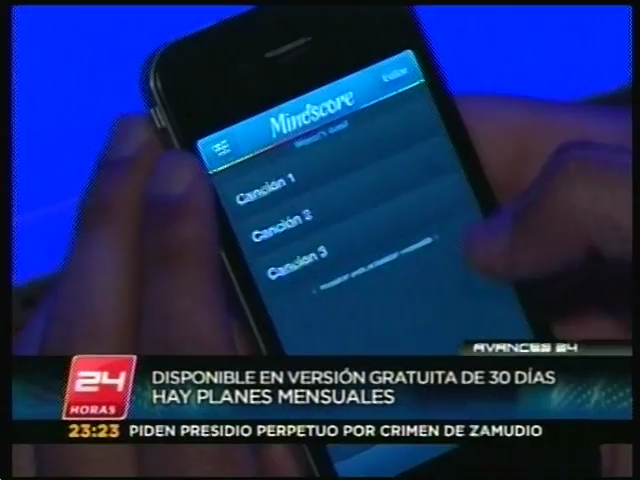 Mindscore
Canción 1
Canción 2
Canción 3
AVANCES 24
24
HORAS
DISPONIBLE EN VERSIÓN GRATUITA DE 30 DÍAS
HAY PLANES MENSUALES
23:23 PIDEN PRESIDIO PERPETUO POR CRIMEN DE ZAMUDIO